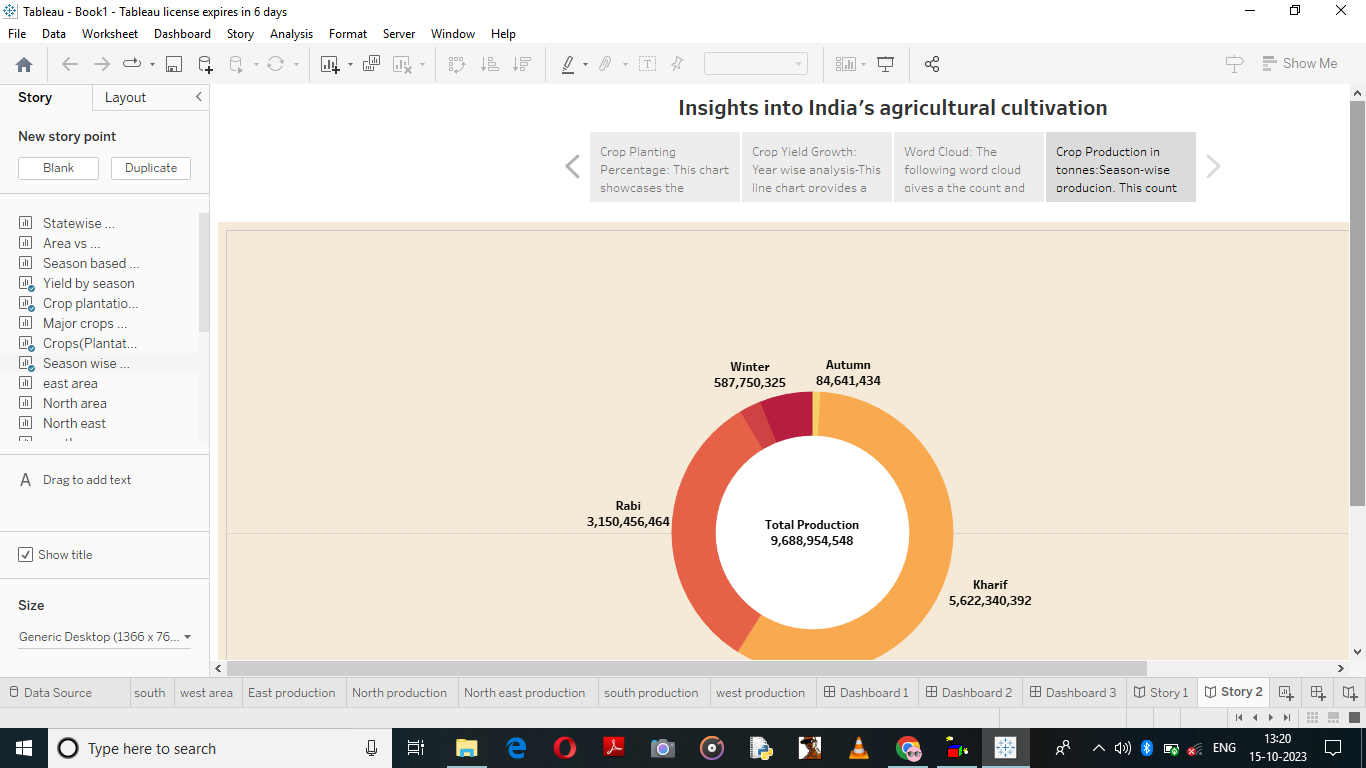 Tableau - Book1 - Tableau license expires in 6 days
File Data Worksheet Dashboard Story Analysis Format Server Window Help
Show Me
Story Layout
New story point
Blank Duplicate
Statewise ...
Area vs ...
Season based ...
Yield by season
Crop plantatio...
Major crops ...
Crops(Plantat...
Season wise ...
east area
North area
North east
A Drag to add text
Show title
Size
Generic Desktop (1366 x 76...
Insights into India’s agricultural cultivation
Crop Planting
Percentage: This chart
showcases the
Crop Yield Growth:
Year wise analysis-This
line chart provides a
Word Cloud: The
following word cloud
gives a the count and
Crop Production in
tonnes:Season-wise
producion. This count
Winter
587,750,325
Autumn
84,641,434
Rabi
3,150,456,464
Total Production
9,688,954,548
Kharif
5,622,340,392
Data Source south west area East production North production North east production south production west production Dashboard 1 Dashboard 2 Dashboard 3 Story 1 Story 2
Type here to search
ENG
13:20
15-10-2023